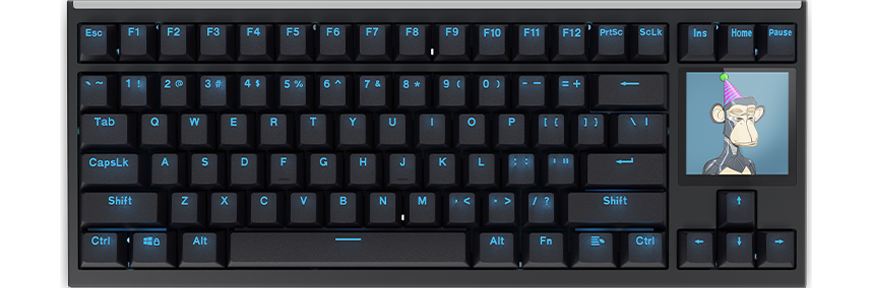 Esc F1 F2 F3 F4 F5 F6 F7 F8 F9 F10 F11 F12 PrtSc ScLk Ins Home Pause
` ~ 1 ! 2 @ 3 # 4 $ 5 % 6 ^ 7 & 8 * 9 ( 0 ) - - = +
Tab Q W E R T Y U I O P [ { ] } \ |
CapsLk A S D F G H J K L ; : ' "
Shift Z X C V B N M , < . > / ? Shift
Ctrl Alt Alt Fn Ctrl